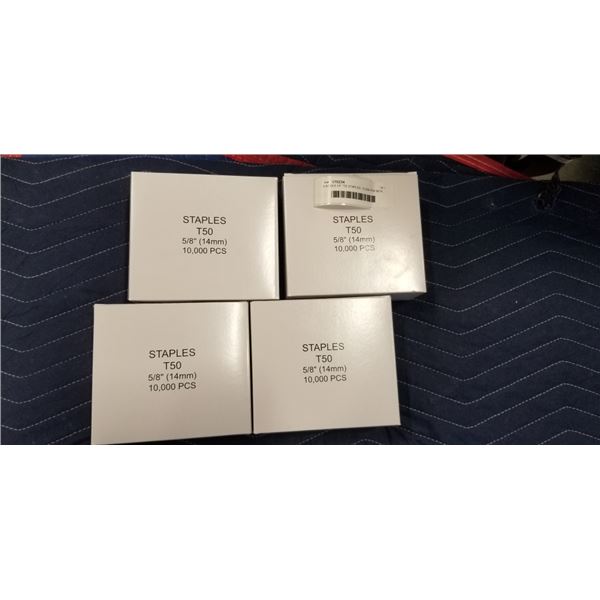 STAPLES
T50
5/8" (14mm)
10,000 PCS
STAPLES
T50
5/8" (14mm)
10,000 PCS
STAPLES
T50
5/8" (14mm)
10,000 PCS
STAPLES
T50
5/8" (14mm)
10,000 PCS